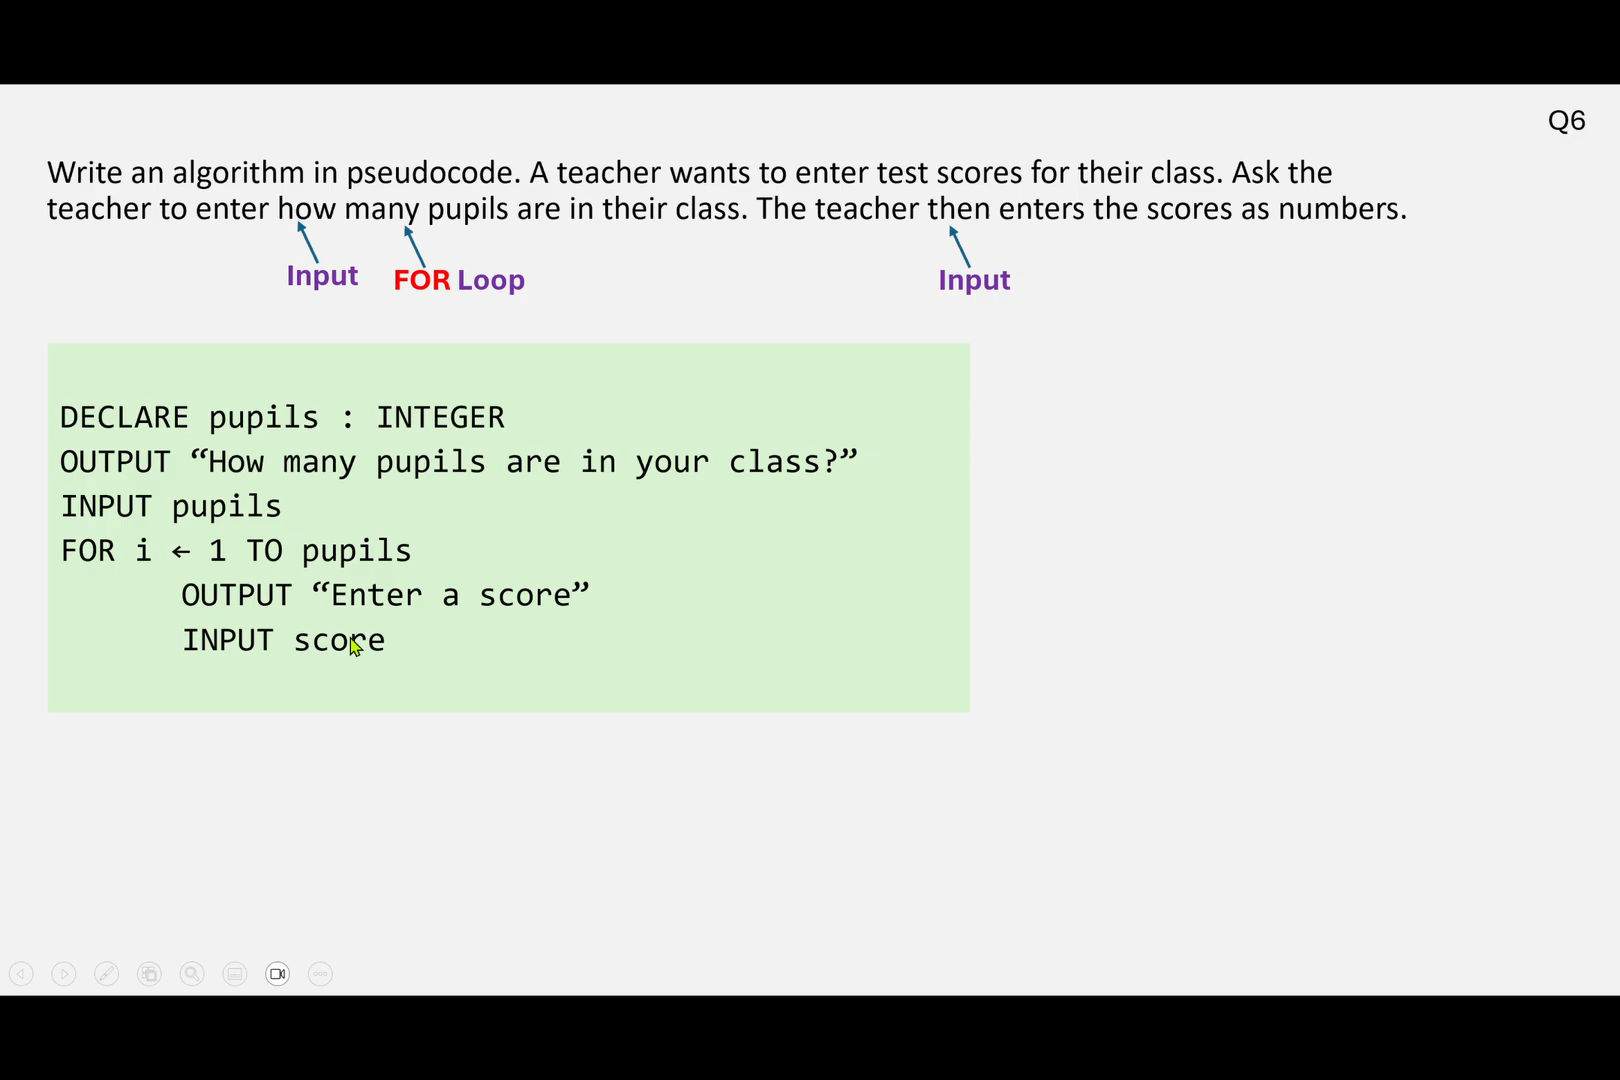 Q6
Write an algorithm in pseudocode. A teacher wants to enter test scores for their class. Ask the
teacher to enter how many pupils are in their class. The teacher then enters the scores as numbers.
Input
FOR Loop
Input
DECLARE pupils : INTEGER
OUTPUT “How many pupils are in your class?”
INPUT pupils
FOR i ← 1 TO pupils
OUTPUT “Enter a score”
INPUT score